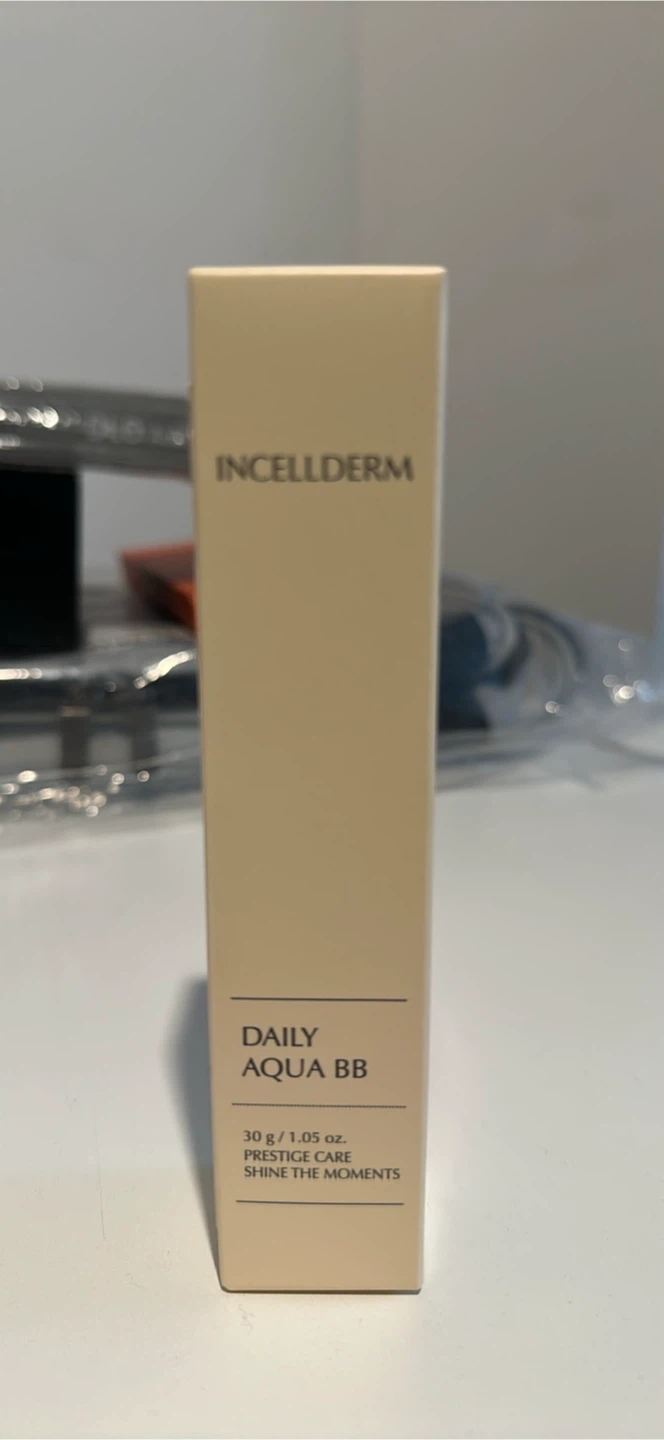 INCELLDERM
DAILY
AQUA BB
30 g / 1.05 oz.
PRESTIGE CARE
SHINE THE MOMENTS